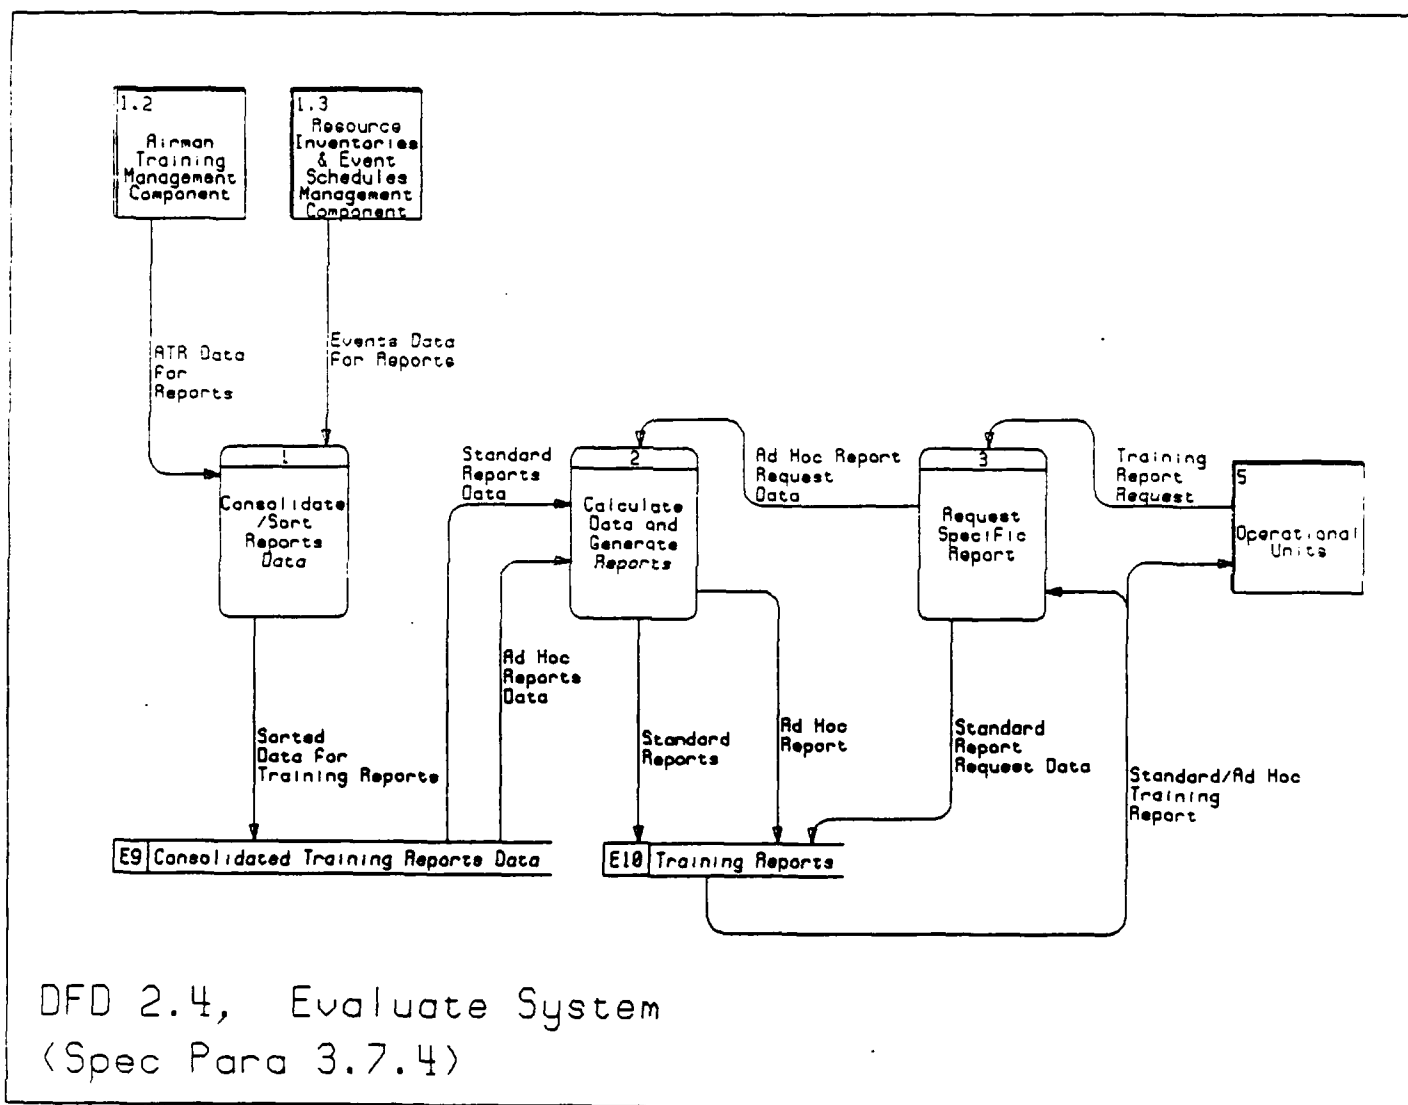 1.2
Airman
Training
Management
Component
1.3
Resource
Inventories
& Event
Schedules
Management
Component
ATR Data
for
Reports
Events Data
for Reports
1
Consolidate
/Sort
Reports
Data
Standard
Reports
Data
2
Calculate
Data and
Generate
Reports
Ad Hoc Report
Request
Data
3
Request
Specific
Report
Training
Report
Request
5
Operational
Units
Ad Hoc
Reports
Data
Sorted
Data for
Training Reports
Standard
Reports
Ad Hoc
Report
Standard
Report
Request Data
Standard/Ad Hoc
Training
Report
E9 Consolidated Training Reports Data
E10 Training Reports
DFD 2.4, Evaluate System
(Spec Para 3.7.4)